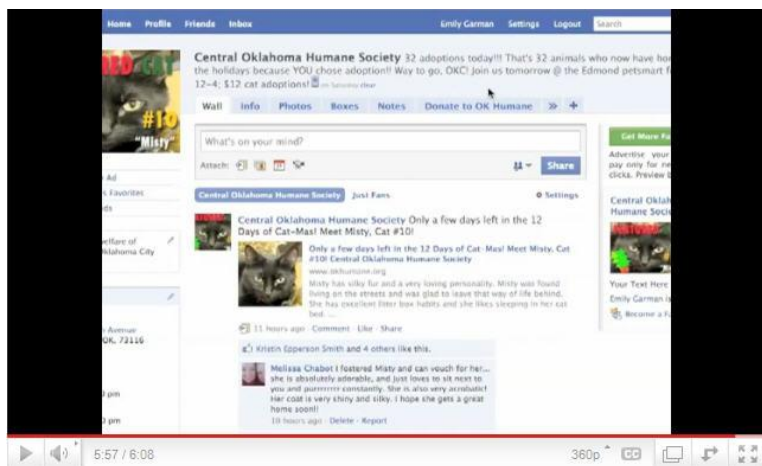 Home Profile Friends Inbox Emily Garman Settings Logout Search
Central Oklahoma Humane Society 32 adoptions today!!! That's 32 animals who now have
the holidays because YOU chose adoption!! Way to go, OKC! Join us tomorrow @ the Edmond petsmart
12-4; $12 cat adoptions! on Saturday clear
RED CAT
#10
"Misty"
Wall Info Photos Boxes Notes Donate to OK Humane » +
What's on your mind?
Attach: Share
Get More
Advertise your
pay only for
clicks. Preview
Ad
Favorites
Central Oklahoma Humane Society Just Fans Settings
Central
Humane
welfare of
Oklahoma City
Central Oklahoma Humane Society Only a few days left in the 12
Days of Cat-Mas! Meet Misty, Cat #10!
Only a few days left in the 12 Days of Cat-Mas! Meet Misty, Cat
#10! Central Oklahoma Humane Society
www.okhumane.org
Misty has silky fur and a very loving personality. Misty was found
living on the streets and was glad to leave that way of life behind.
She has excellent litter box habits and she likes sleeping in her cat
bed. ...
Your Text Here
Emily Garman is
Become a
Avenue
OK, 73116
11 hours ago · Comment · Like · Share
Kristin Epperson Smith and 4 others like this.
Melissa Chabot I fostered Misty and can vouch for her...
she is absolutely adorable, and just loves to sit next to
you and purrrrrrr constantly. She is also very acrobatic!
Her coat is very shiny and silky. I hope she gets a great
home soon!!
10 hours ago · Delete · Report
pm
pm
5:57 / 6:08 360p CC